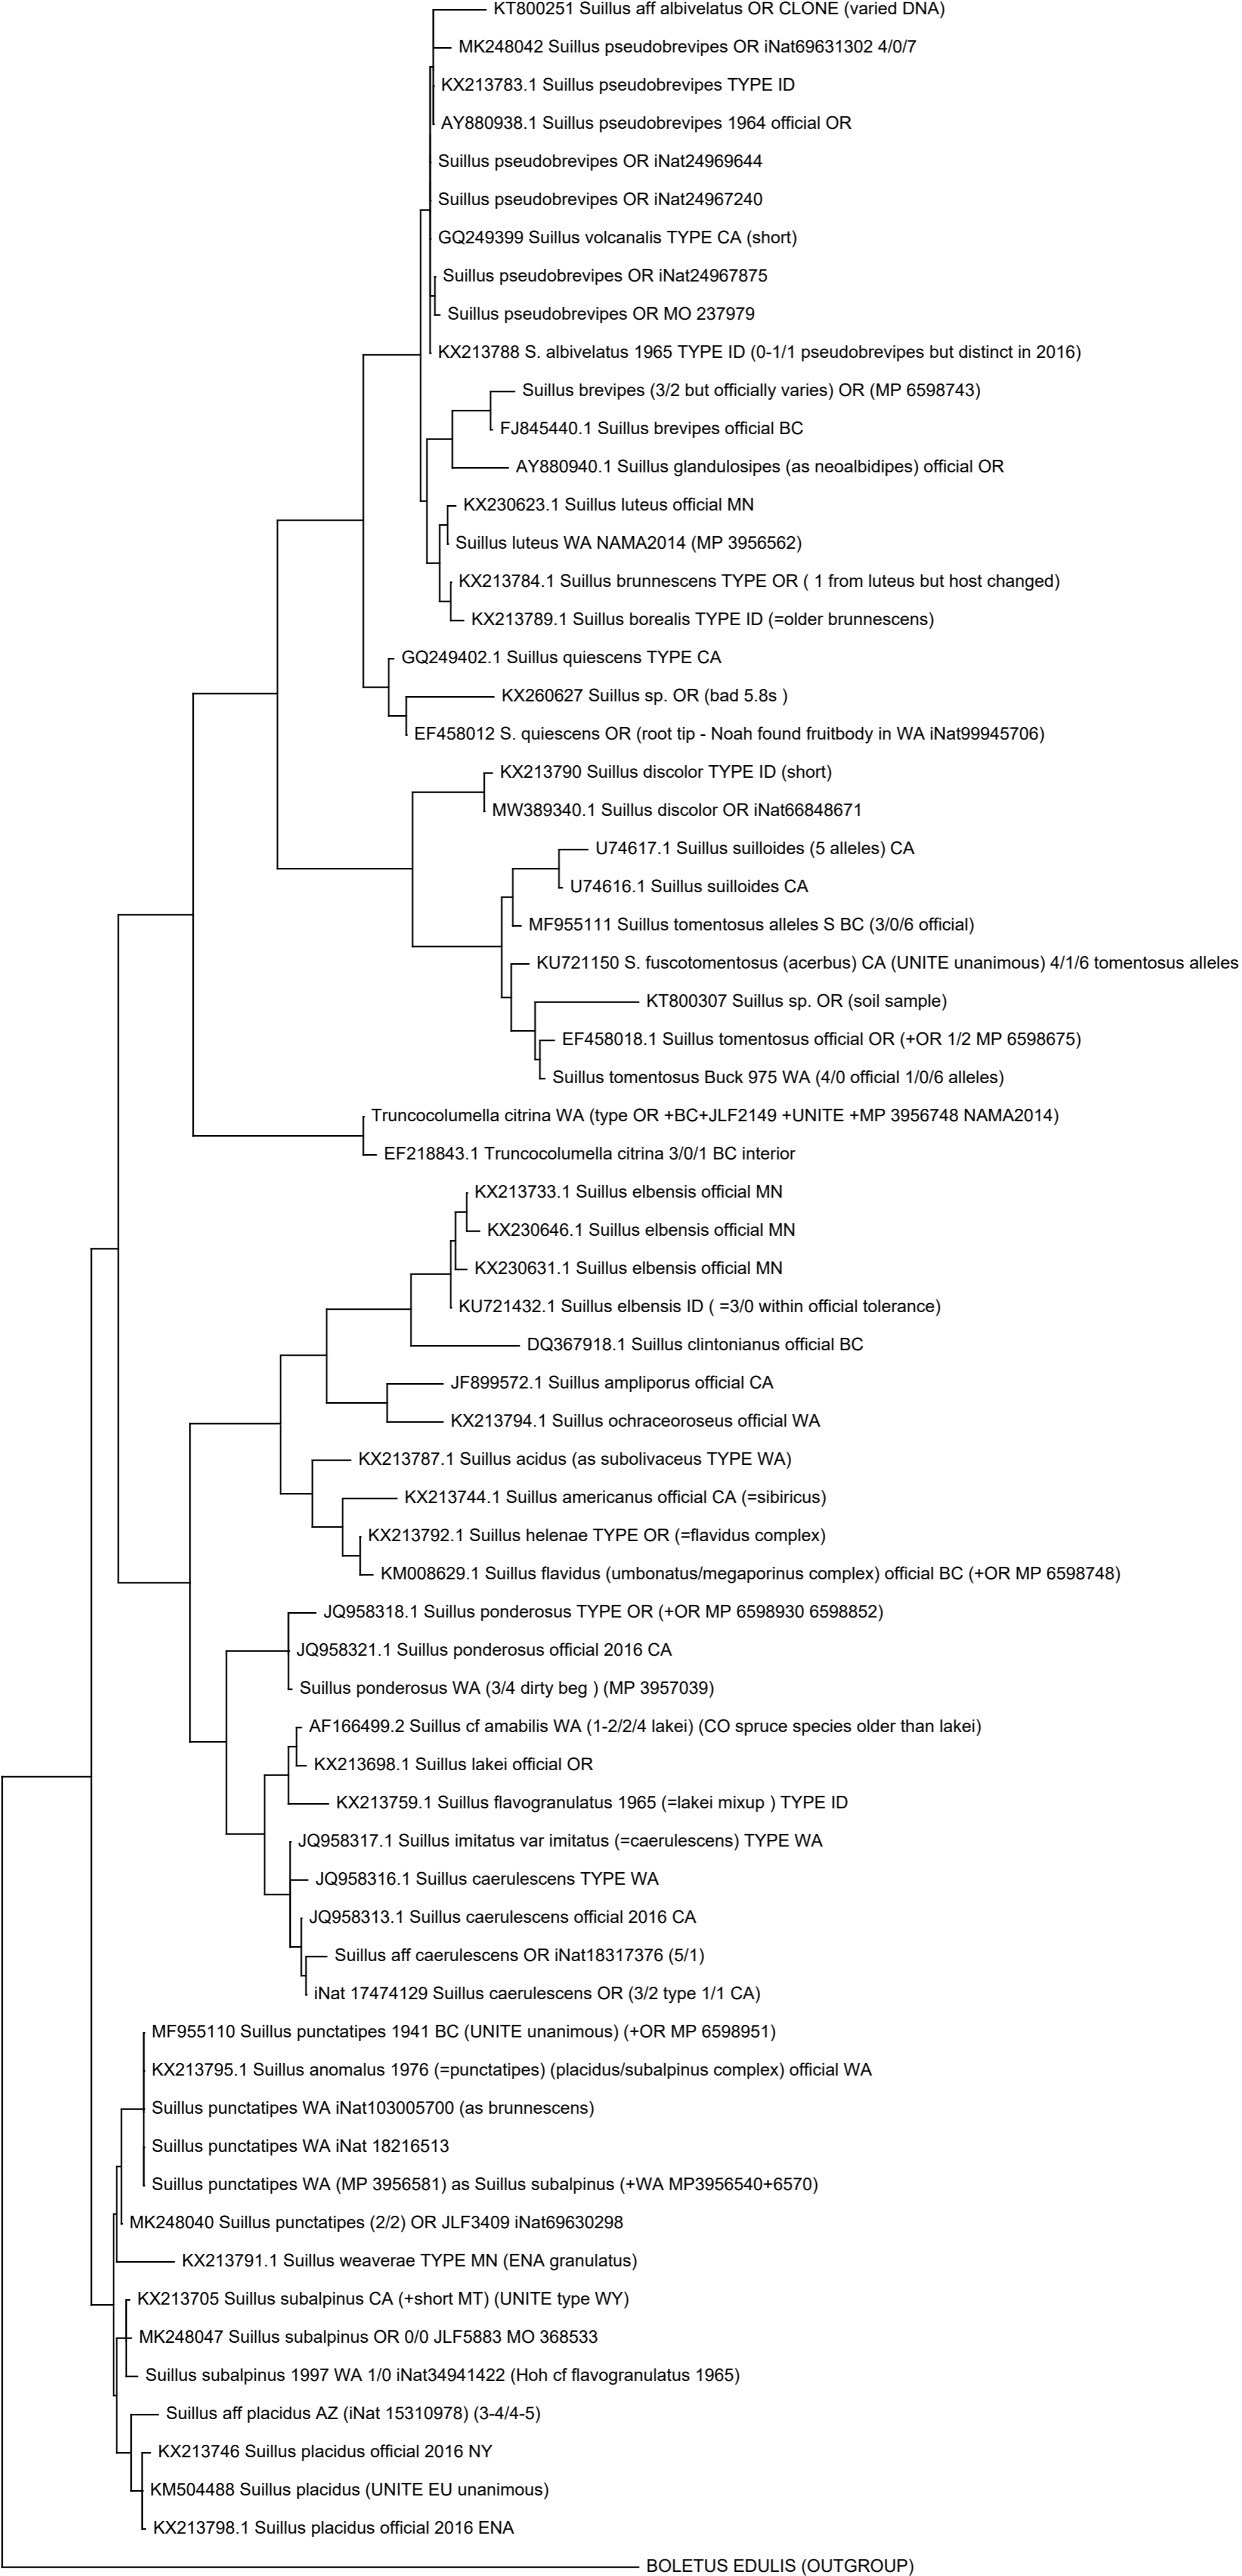 KT800251 Suillus aff albivelatus OR CLONE (varied DNA)
MK248042 Suillus pseudobrevipes OR iNat69631302 4/0/7
KX213783.1 Suillus pseudobrevipes TYPE ID
AY880938.1 Suillus pseudobrevipes 1964 official OR
Suillus pseudobrevipes OR iNat24969644
Suillus pseudobrevipes OR iNat24967240
GQ249399 Suillus volcanalis TYPE CA (short)
Suillus pseudobrevipes OR iNat24967875
Suillus pseudobrevipes OR MO 237979
KX213788 S. albivelatus 1965 TYPE ID (0-1/1 pseudobrevipes but distinct in 2016)
Suillus brevipes (3/2 but officially varies) OR (MP 6598743)
FJ845440.1 Suillus brevipes official BC
AY880940.1 Suillus glandulosipes (as neoalbidipes) official OR
KX230623.1 Suillus luteus official MN
Suillus luteus WA NAMA2014 (MP 3956562)
KX213784.1 Suillus brunnescens TYPE OR ( 1 from luteus but host changed)
KX213789.1 Suillus borealis TYPE ID (=older brunnescens)
GQ249402.1 Suillus quiescens TYPE CA
KX260627 Suillus sp. OR (bad 5.8s )
EF458012 S. quiescens OR (root tip - Noah found fruitbody in WA iNat99945706)
KX213790 Suillus discolor TYPE ID (short)
MW389340.1 Suillus discolor OR iNat66848671
U74617.1 Suillus suilloides (5 alleles) CA
U74616.1 Suillus suilloides CA
MF955111 Suillus tomentosus alleles S BC (3/0/6 official)
KU721150 S. fuscotomentosus (acerbus) CA (UNITE unanimous) 4/1/6 tomentosus alleles
KT800307 Suillus sp. OR (soil sample)
EF458018.1 Suillus tomentosus official OR (+OR 1/2 MP 6598675)
Suillus tomentosus Buck 975 WA (4/0 official 1/0/6 alleles)
Truncocolumella citrina WA (type OR +BC+JLF2149 +UNITE +MP 3956748 NAMA2014)
EF218843.1 Truncocolumella citrina 3/0/1 BC interior
KX213733.1 Suillus elbensis official MN
KX230646.1 Suillus elbensis official MN
KX230631.1 Suillus elbensis official MN
KU721432.1 Suillus elbensis ID ( =3/0 within official tolerance)
DQ367918.1 Suillus clintonianus official BC
JF899572.1 Suillus ampliporus official CA
KX213794.1 Suillus ochraceoroseus official WA
KX213787.1 Suillus acidus (as subolivaceus TYPE WA)
KX213744.1 Suillus americanus official CA (=sibiricus)
KX213792.1 Suillus helenae TYPE OR (=flavidus complex)
KM008629.1 Suillus flavidus (umbonatus/megaporinus complex) official BC (+OR MP 6598748)
JQ958318.1 Suillus ponderosus TYPE OR (+OR MP 6598930 6598852)
JQ958321.1 Suillus ponderosus official 2016 CA
Suillus ponderosus WA (3/4 dirty beg ) (MP 3957039)
AF166499.2 Suillus cf amabilis WA (1-2/2/4 lakei) (CO spruce species older than lakei)
KX213698.1 Suillus lakei official OR
KX213759.1 Suillus flavogranulatus 1965 (=lakei mixup ) TYPE ID
JQ958317.1 Suillus imitatus var imitatus (=caerulescens) TYPE WA
JQ958316.1 Suillus caerulescens TYPE WA
JQ958313.1 Suillus caerulescens official 2016 CA
Suillus aff caerulescens OR iNat18317376 (5/1)
iNat 17474129 Suillus caerulescens OR (3/2 type 1/1 CA)
MF955110 Suillus punctatipes 1941 BC (UNITE unanimous) (+OR MP 6598951)
KX213795.1 Suillus anomalus 1976 (=punctatipes) (placidus/subalpinus complex) official WA
Suillus punctatipes WA iNat103005700 (as brunnescens)
Suillus punctatipes WA iNat 18216513
Suillus punctatipes WA (MP 3956581) as Suillus subalpinus (+WA MP3956540+6570)
MK248040 Suillus punctatipes (2/2) OR JLF3409 iNat69630298
KX213791.1 Suillus weaverae TYPE MN (ENA granulatus)
KX213705 Suillus subalpinus CA (+short MT) (UNITE type WY)
MK248047 Suillus subalpinus OR 0/0 JLF5883 MO 368533
Suillus subalpinus 1997 WA 1/0 iNat34941422 (Hoh cf flavogranulatus 1965)
Suillus aff placidus AZ (iNat 15310978) (3-4/4-5)
KX213746 Suillus placidus official 2016 NY
KM504488 Suillus placidus (UNITE EU unanimous)
KX213798.1 Suillus placidus official 2016 ENA
BOLETUS EDULIS (OUTGROUP)